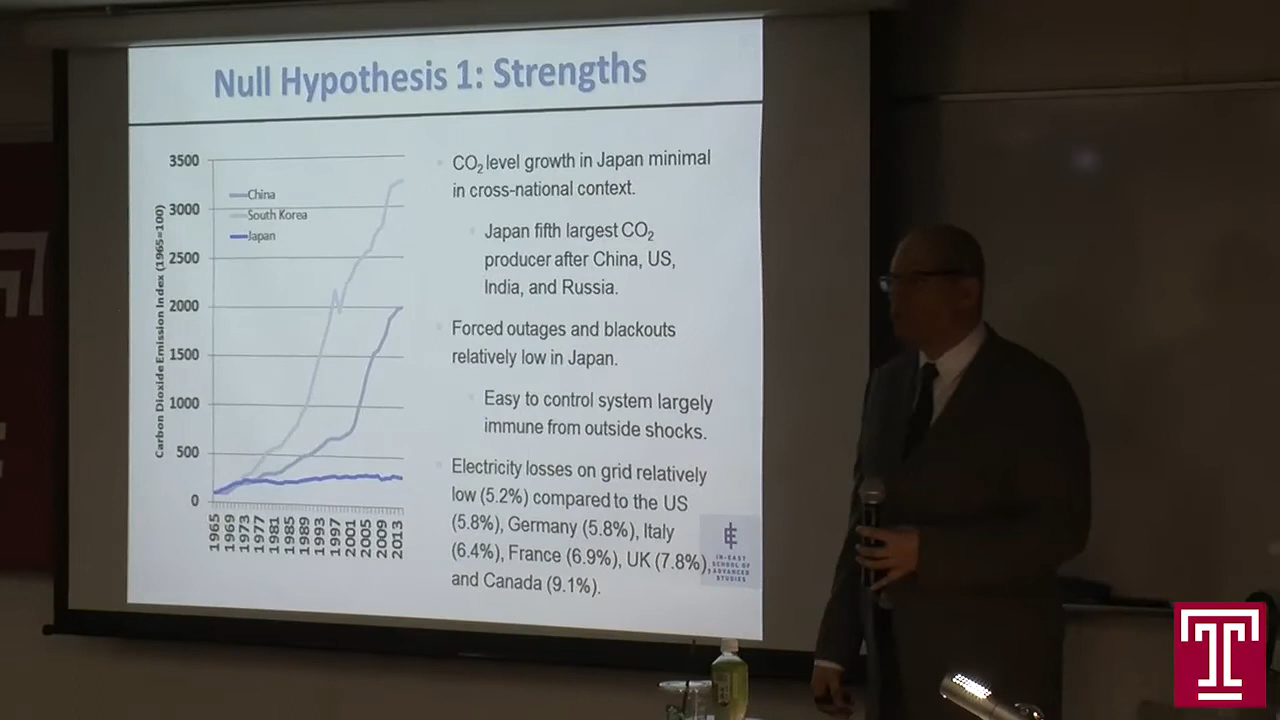 Null Hypothesis 1: Strengths
Carbon Dioxide Emission Index (1965=100)
3500
3000
2500
2000
1500
1000
500
0
China
South Korea
Japan
1965
1969
1973
1977
1981
1985
1989
1993
1997
2001
2005
2009
2013
CO₂ level growth in Japan minimal
in cross-national context.
Japan fifth largest CO₂
producer after China, US,
India, and Russia.
Forced outages and blackouts
relatively low in Japan.
Easy to control system largely
immune from outside shocks.
Electricity losses on grid relatively
low (5.2%) compared to the US
(5.8%), Germany (5.8%), Italy
(6.4%), France (6.9%), UK (7.8%),
and Canada (9.1%).
IN-EAST
SCHOOL OF
ADVANCED
STUDIES
T